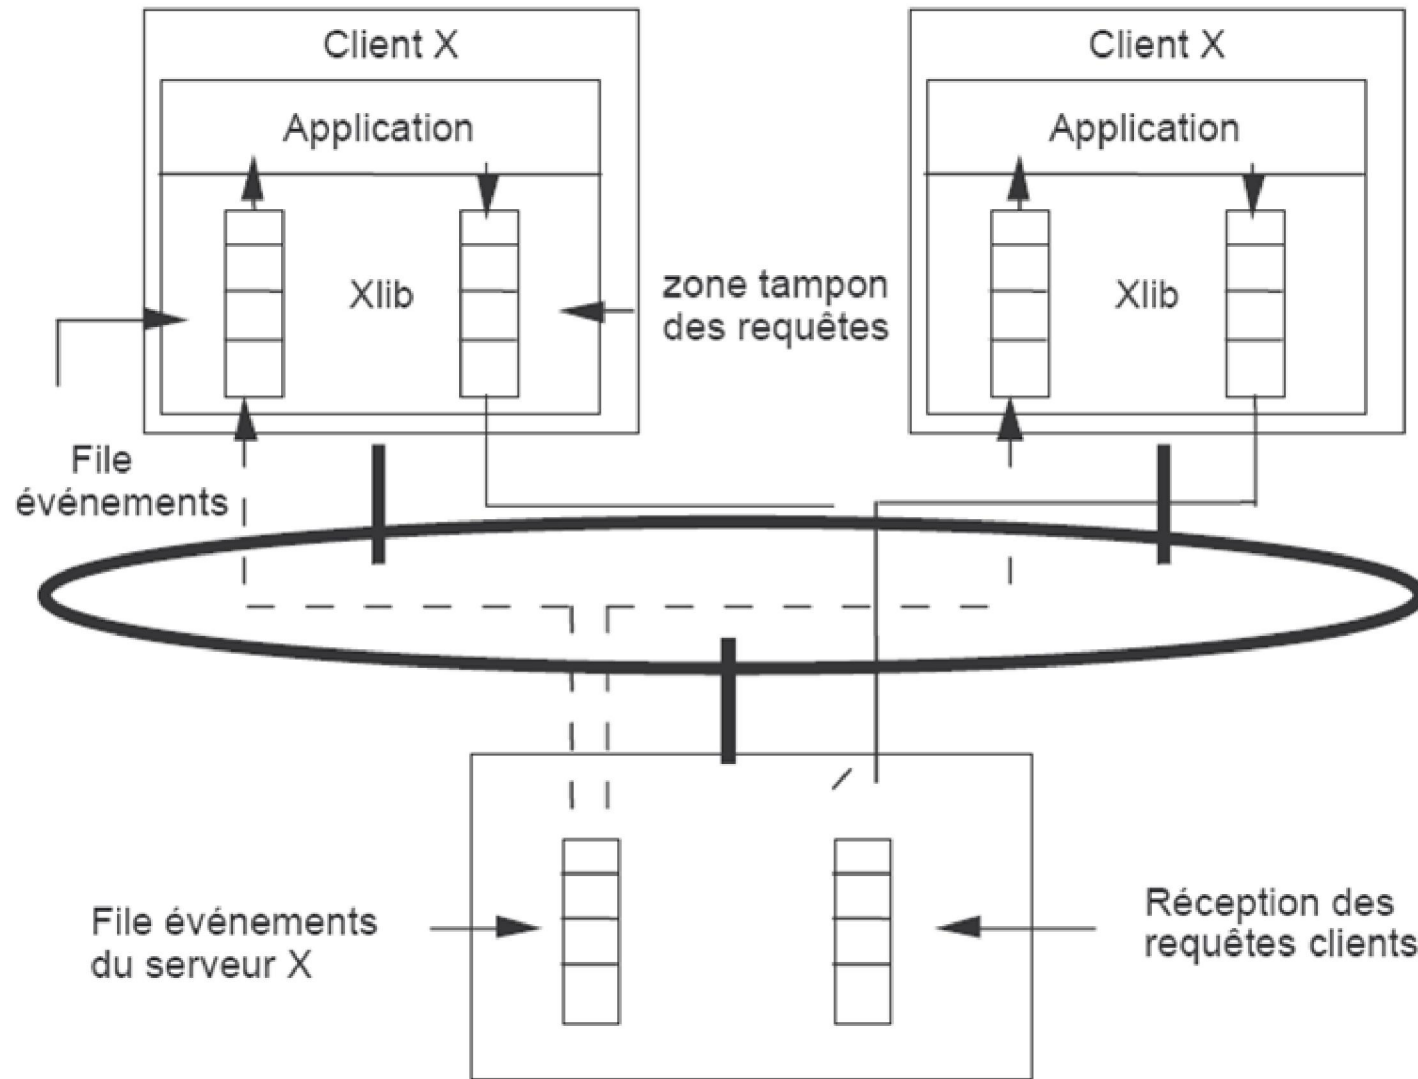 Client X
Application
Xlib
zone tampon
des requêtes
Client X
Application
Xlib
File
événements
File événements
du serveur X
Réception des
requêtes clients